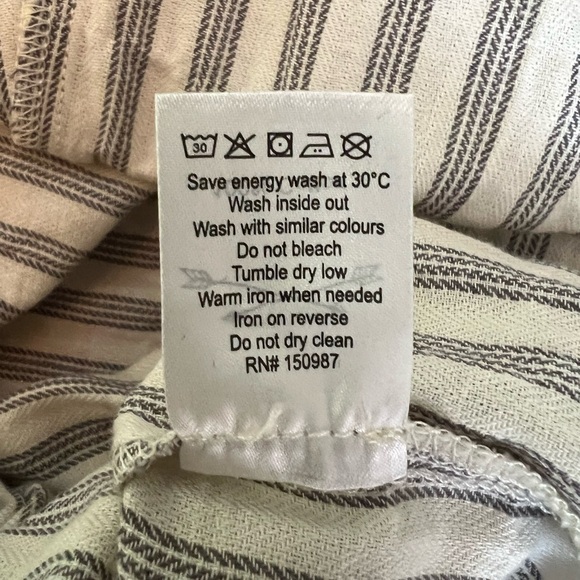 30
Save energy wash at 30°C
Wash inside out
Wash with similar colours
Do not bleach
Tumble dry low
Warm iron when needed
Iron on reverse
Do not dry clean
RN# 150987